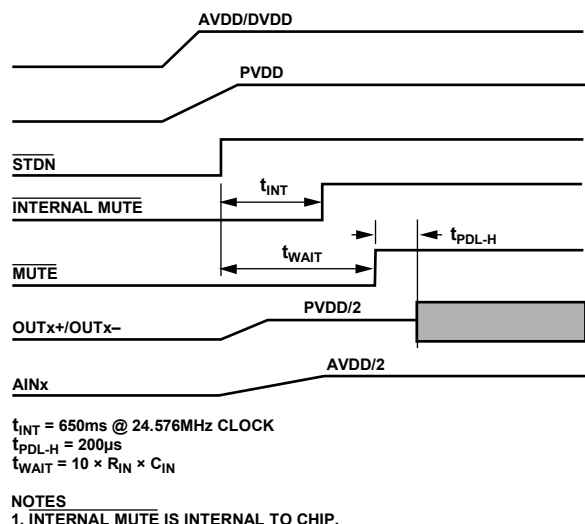 AVDD/DVDD
PVDD
STDN
tINT
INTERNAL MUTE
tPDL-H
tWAIT
MUTE
PVDD/2
OUTx+/OUTx–
AVDD/2
AINx
tINT = 650ms @ 24.576MHz CLOCK
tPDL-H = 200µs
tWAIT = 10 × RIN × CIN
NOTES
1. INTERNAL MUTE IS INTERNAL TO CHIP.